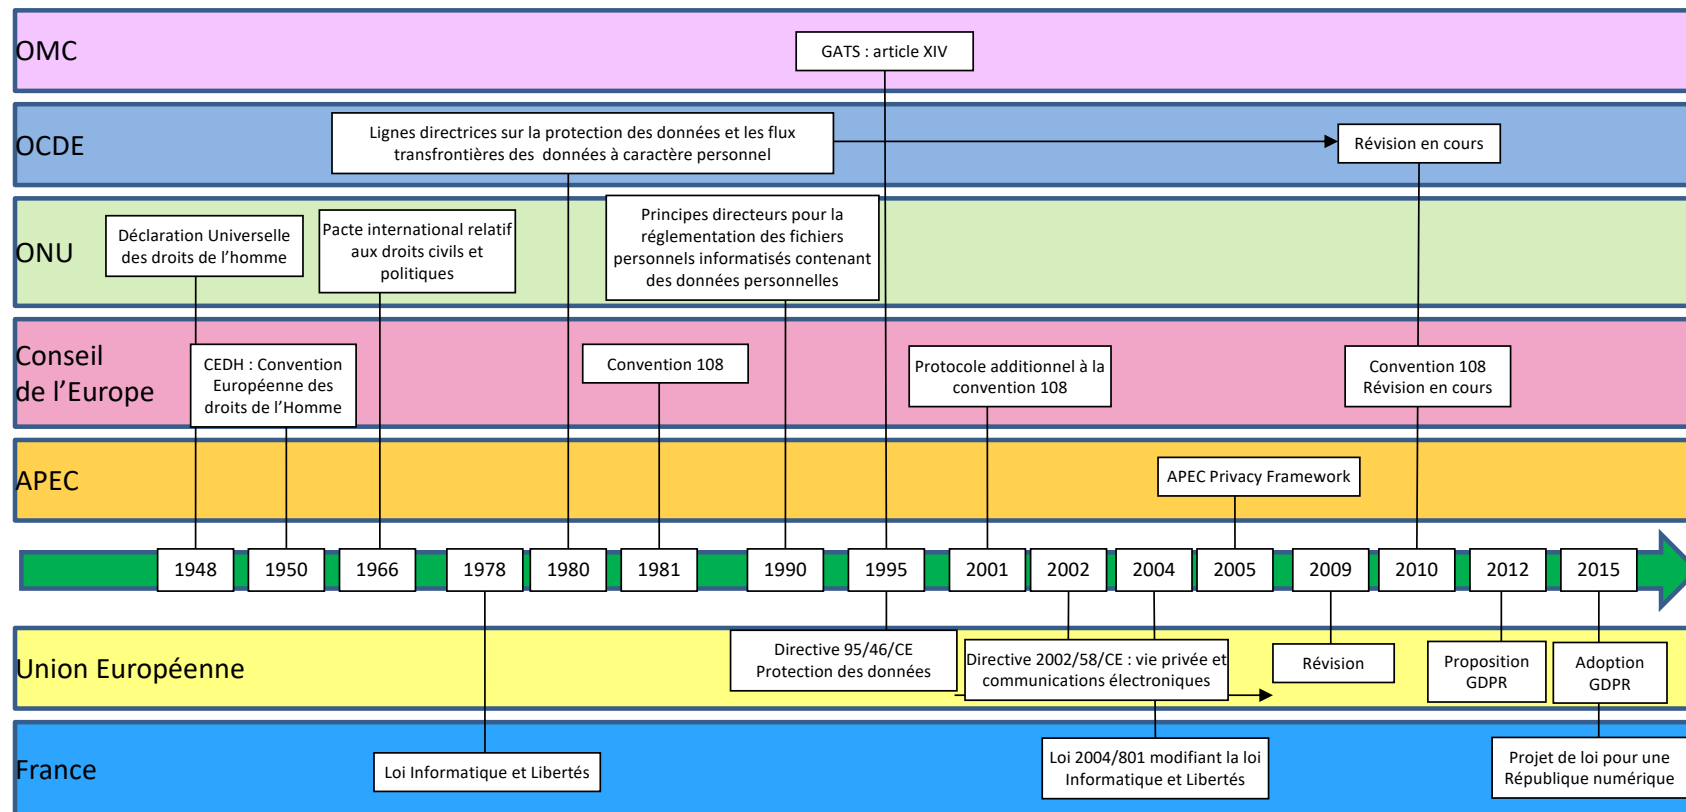 OMC
GATS : article XIV
OCDE
Lignes directrices sur la protection des données et les flux
transfrontières des données à caractère personnel
Révision en cours
ONU
Déclaration Universelle
des droits de l’homme
Pacte international relatif
aux droits civils et
politiques
Principes directeurs pour la
réglementation des fichiers
personnels informatisés contenant
des données personnelles
Conseil
de l’Europe
CEDH : Convention
Européenne des
droits de l’Homme
Convention 108
Protocole additionnel à la
convention 108
Convention 108
Révision en cours
APEC
APEC Privacy Framework
1948
1950
1966
1978
1980
1981
1990
1995
2001
2002
2004
2005
2009
2010
2012
2015
Union Européenne
Directive 95/46/CE
Protection des données
Directive 2002/58/CE : vie privée et
communications électroniques
Révision
Proposition
GDPR
Adoption
GDPR
France
Loi Informatique et Libertés
Loi 2004/801 modifiant la loi
Informatique et Libertés
Projet de loi pour une
République numérique